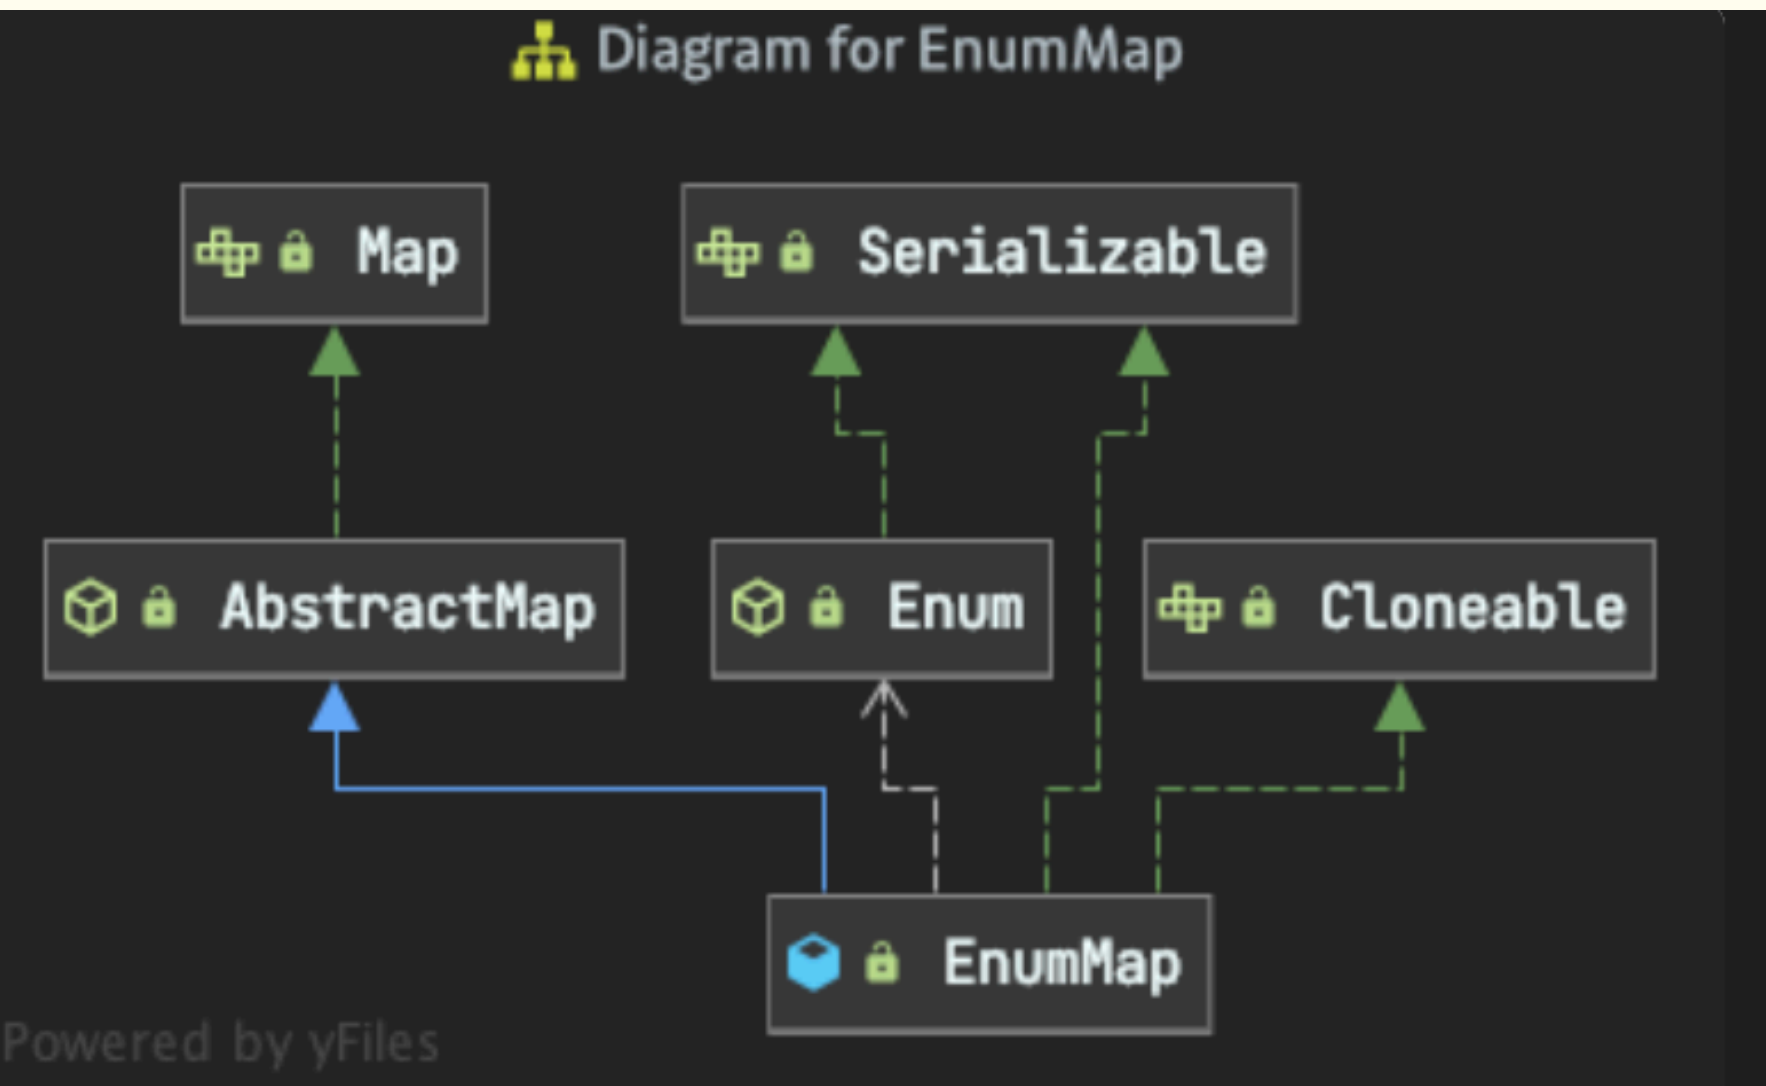 Diagram for EnumMap
Map
Serializable
AbstractMap
Enum
Cloneable
EnumMap
Powered by yFiles